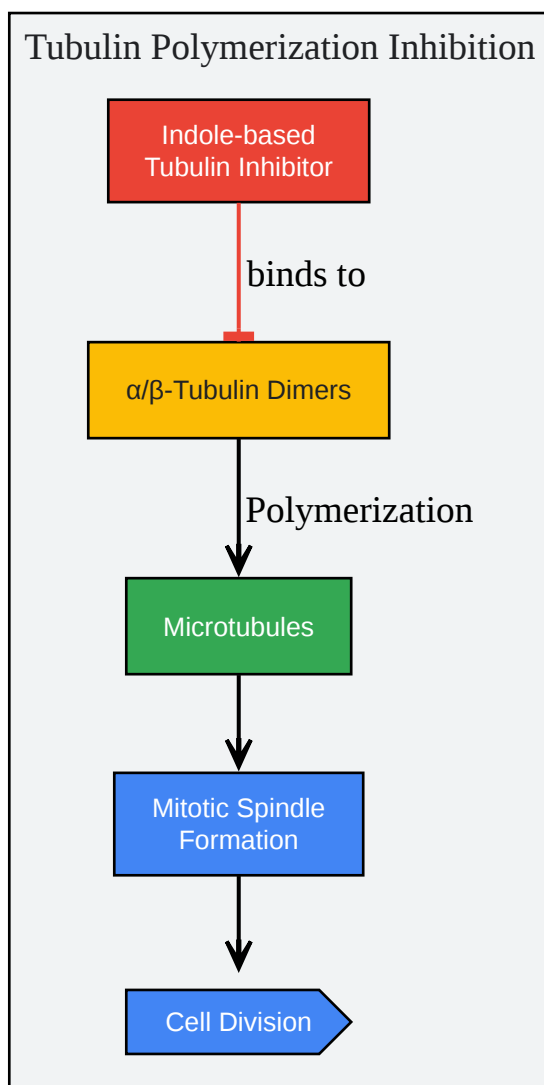 Tubulin Polymerization Inhibition
Indole-based
Tubulin Inhibitor
binds to
α/β-Tubulin Dimers
Polymerization
Microtubules
Mitotic Spindle
Formation
Cell Division